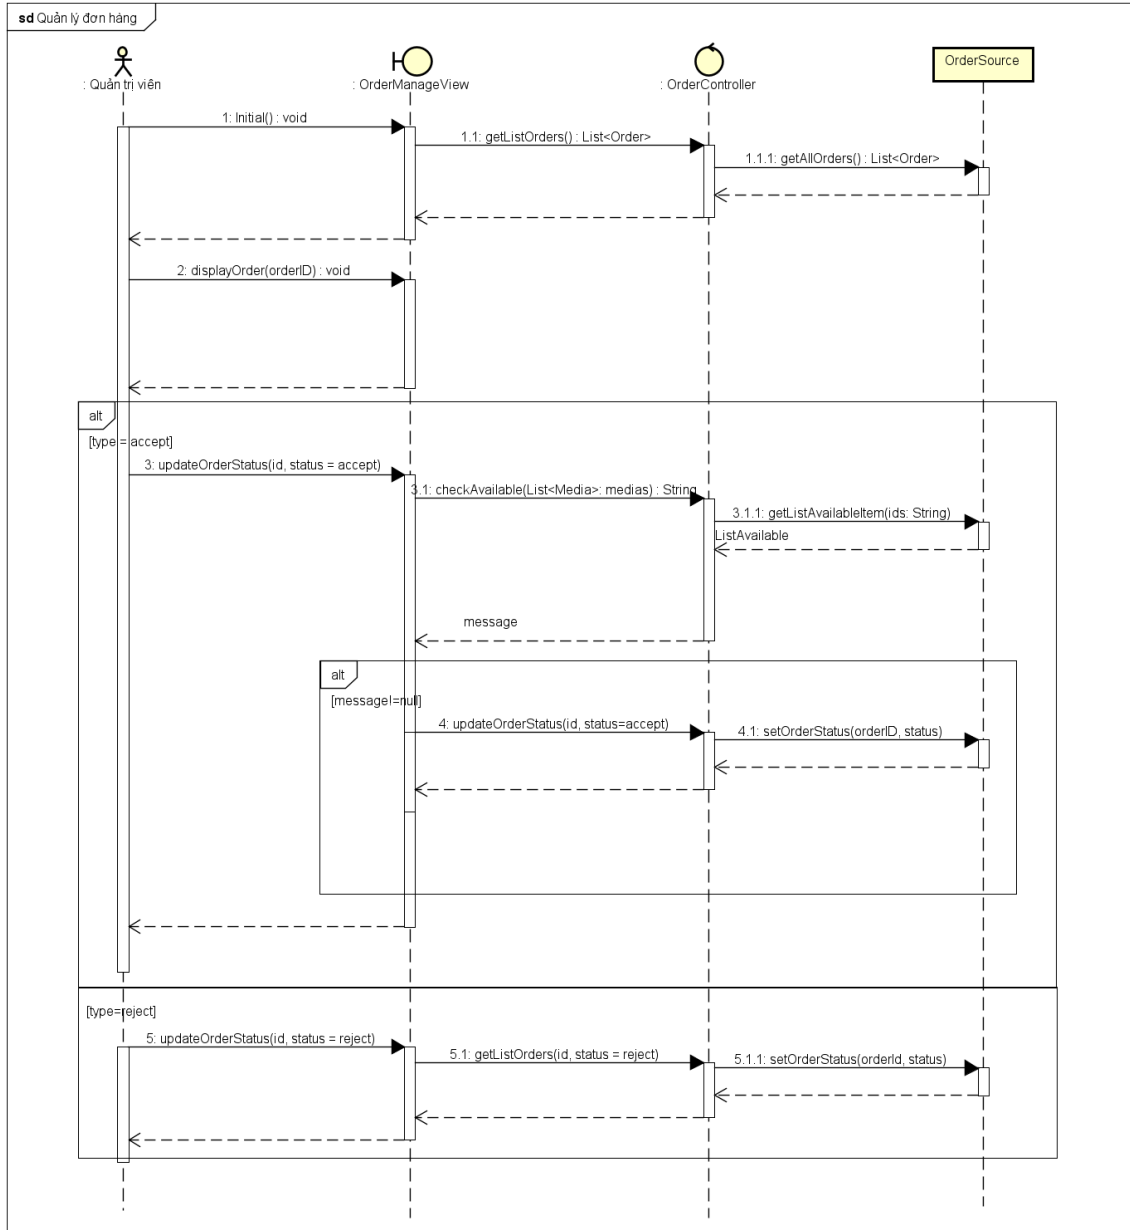 sd Quản lý đơn háng
: Quản trị viên
: OrderManageView
: OrderController
OrderSource
1: Initial() : void
1.1: getListOrders() : List<Order>
1.1.1: getAllOrders() : List<Order>
2: displayOrder(orderID) : void
alt
[type = accept]
3: updateOrderStatus(id, status = accept)
3.1: checkAvailable(List<Media>: medias) : String
3.1.1: getListAvailableItem(ids: String)
ListAvailable
message
alt
[message!=null]
4: updateOrderStatus(id, status=accept)
4.1: setOrderStatus(orderID, status)
[type=reject]
5: updateOrderStatus(id, status = reject)
5.1: getListOrders(id, status = reject)
5.1.1: setOrderStatus(orderId, status)